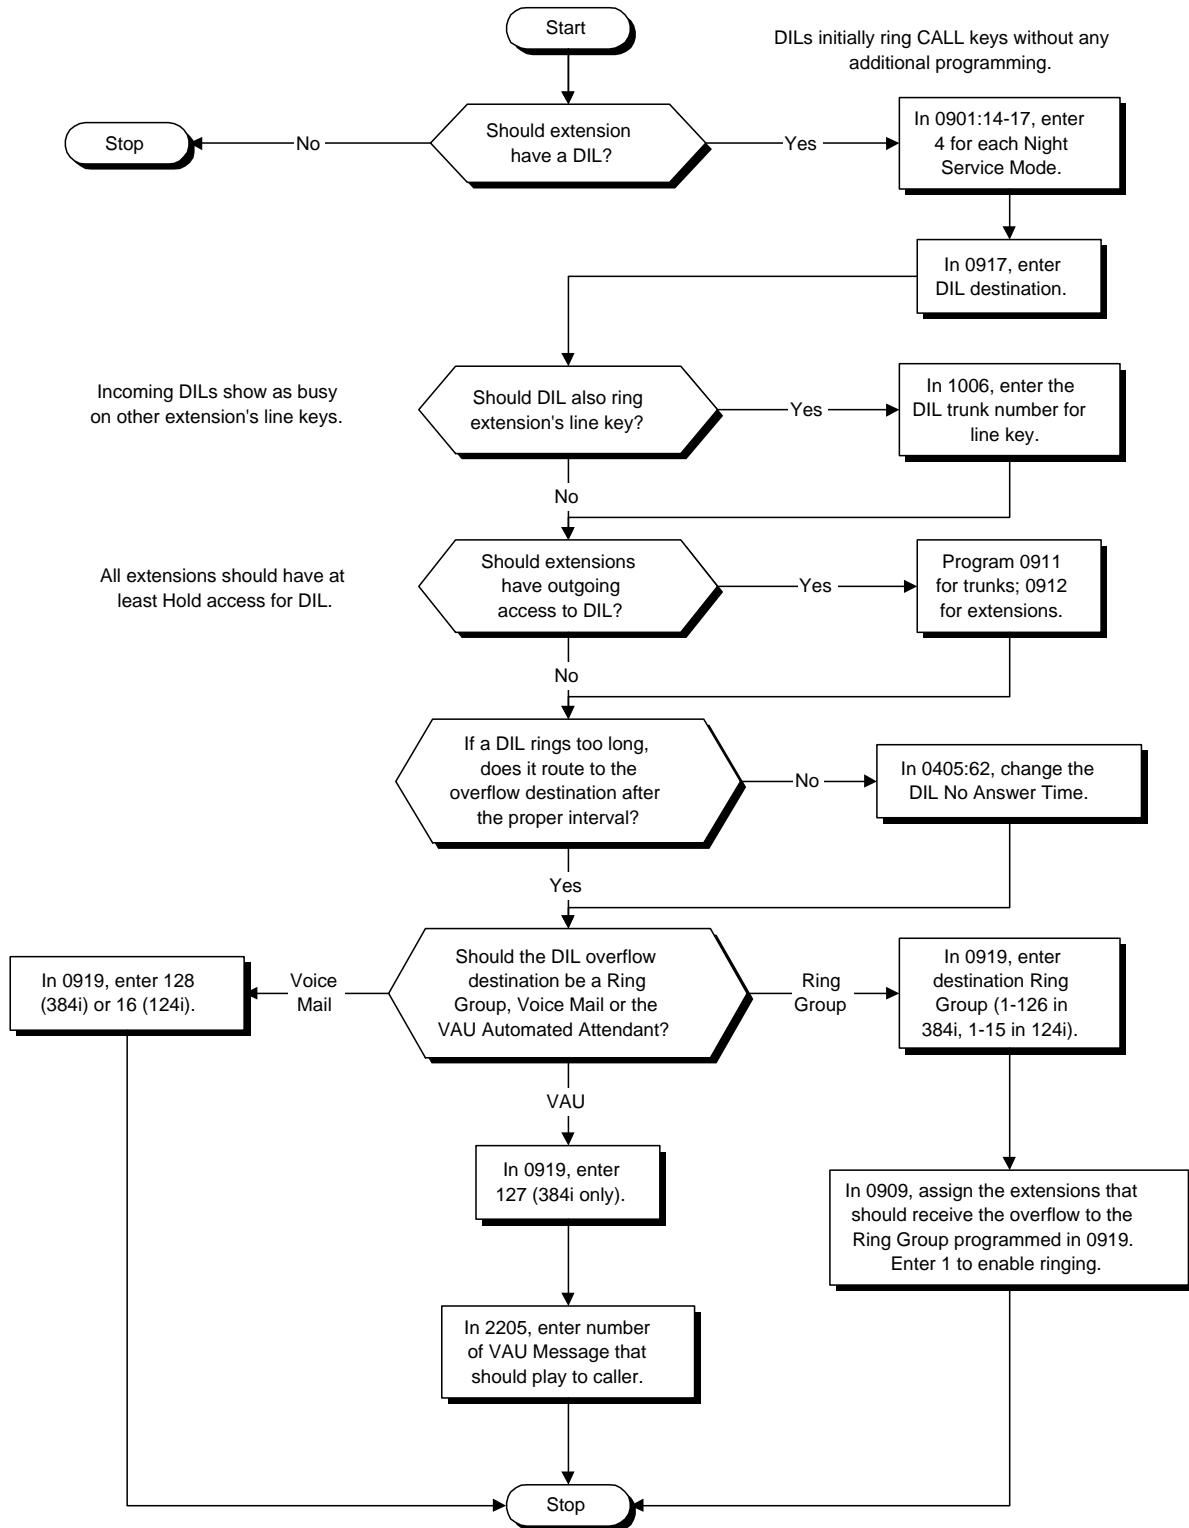 Start
DILs initially ring CALL keys without any
additional programming.
Should extension
have a DIL?
No
Stop
Yes
In 0901:14-17, enter
4 for each Night
Service Mode.
In 0917, enter
DIL destination.
Incoming DILs show as busy
on other extension's line keys.
Should DIL also ring
extension's line key?
Yes
In 1006, enter the
DIL trunk number for
line key.
No
All extensions should have at
least Hold access for DIL.
Should extensions
have outgoing
access to DIL?
Yes
Program 0911
for trunks; 0912
for extensions.
No
If a DIL rings too long,
does it route to the
overflow destination after
the proper interval?
No
In 0405:62, change the
DIL No Answer Time.
Yes
Should the DIL overflow
destination be a Ring
Group, Voice Mail or the
VAU Automated Attendant?
Voice
Mail
In 0919, enter 128
(384i) or 16 (124i).
Ring
Group
In 0919, enter
destination Ring
Group (1-126 in
384i, 1-15 in 124i).
VAU
In 0919, enter
127 (384i only).
In 0909, assign the extensions that
should receive the overflow to the
Ring Group programmed in 0919.
Enter 1 to enable ringing.
In 2205, enter number
of VAU Message that
should play to caller.
Stop